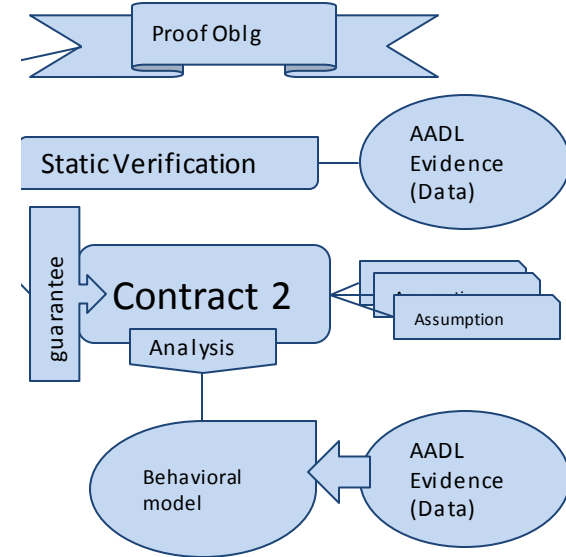 Proof Oblg
Static Verification
AADL
Evidence
(Data)
guarantee
Contract 2
Assumption
Analysis
Behavioral
model
AADL
Evidence
(Data)